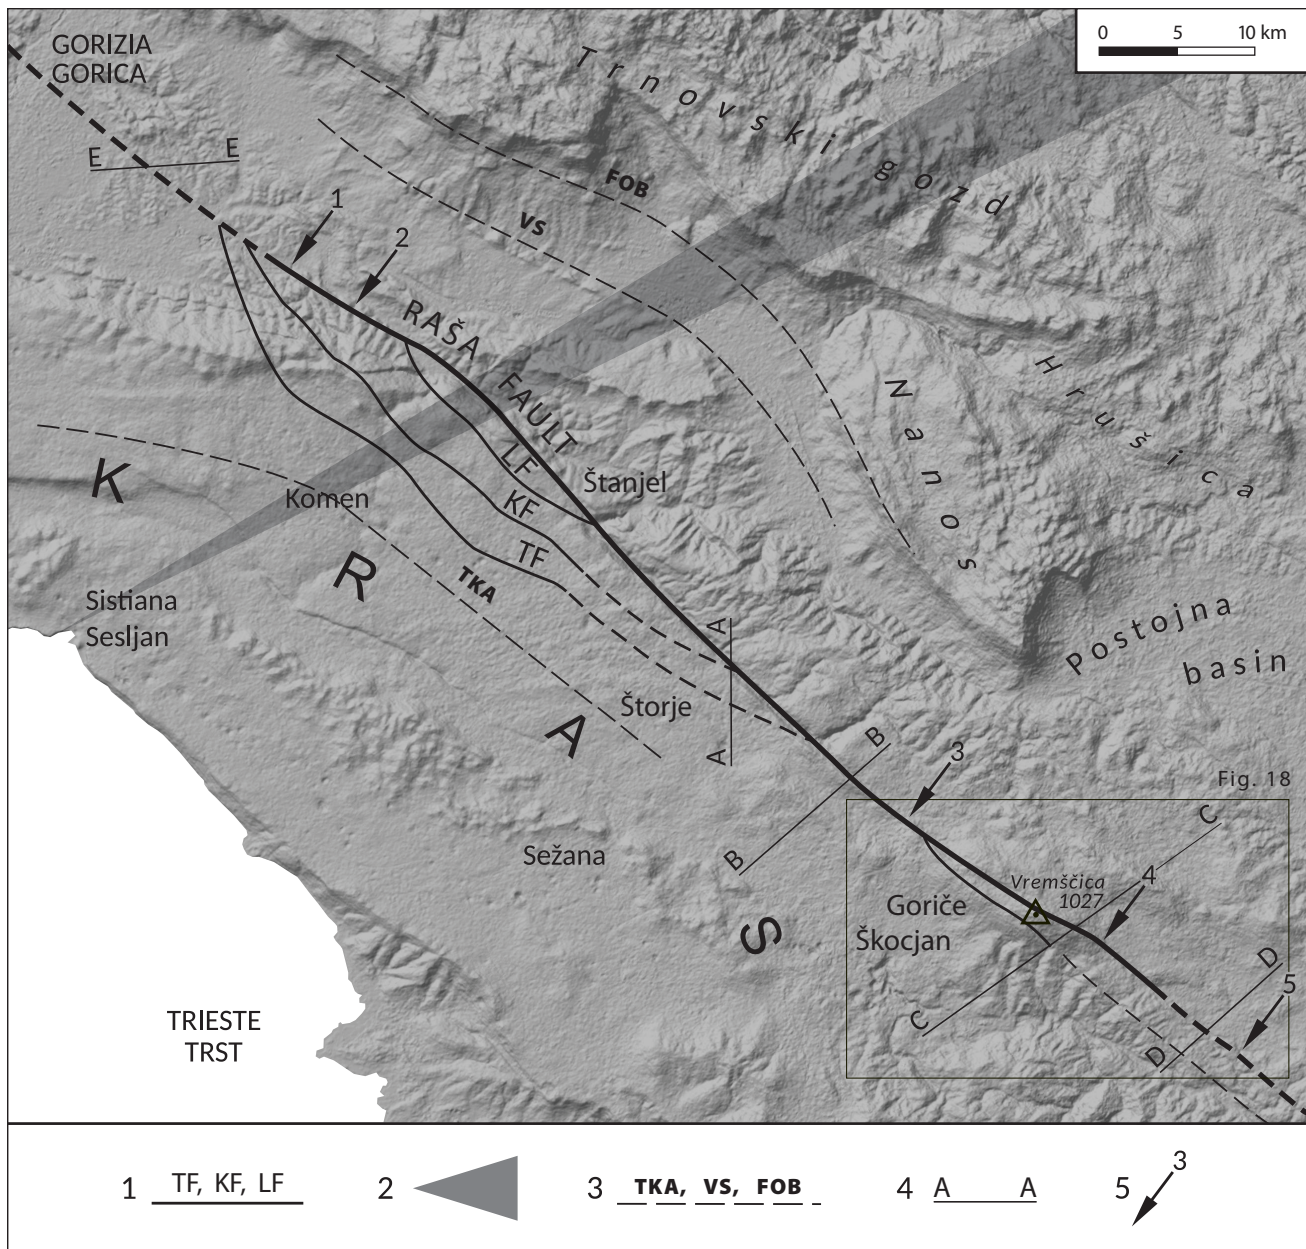 GORIZIA
GORICA
0 5 10 km
Trnovski gozd
E E
1
2
FOB
VS
RAŠA FAULT
Hrušica
Nanos
LF
Štanjel
KF
TF
K
Komen
R
TKA
Sistiana
Sesljan
Postojna
basin
A
A
Štorje
A
B
B
3
Fig. 18
Sežana
C
C
Vremščica
1027
4
Goriče
Škocjan
S
D
D
5
TRIESTE
TRST
1 TF, KF, LF
2
3 TKA, VS, FOB
4 A A
5 3